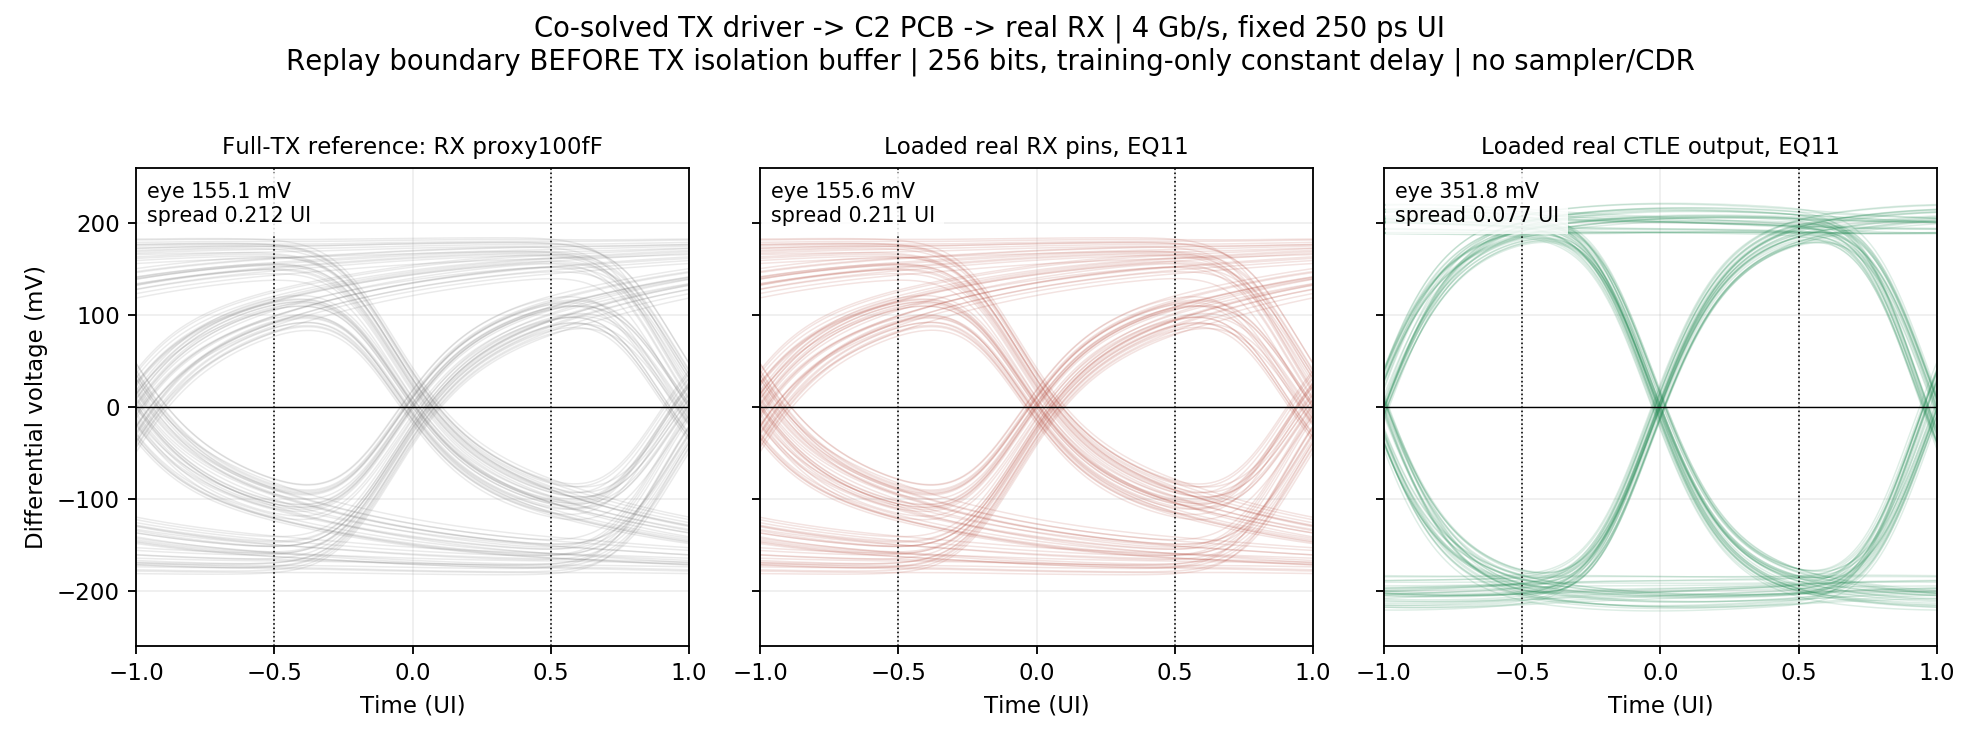 Co-solved TX driver -> C2 PCB -> real RX | 4 Gb/s, fixed 250 ps UI
Replay boundary BEFORE TX isolation buffer | 256 bits, training-only constant delay | no sampler/CDR
Full-TX reference: RX proxy100fF
eye 155.1 mV
spread 0.212 UI
Differential voltage (mV)
200
100
0
−100
−200
−1.0 −0.5 0.0 0.5 1.0
Time (UI)
Loaded real RX pins, EQ11
eye 155.6 mV
spread 0.211 UI
−1.0 −0.5 0.0 0.5 1.0
Time (UI)
Loaded real CTLE output, EQ11
eye 351.8 mV
spread 0.077 UI
−1.0 −0.5 0.0 0.5 1.0
Time (UI)